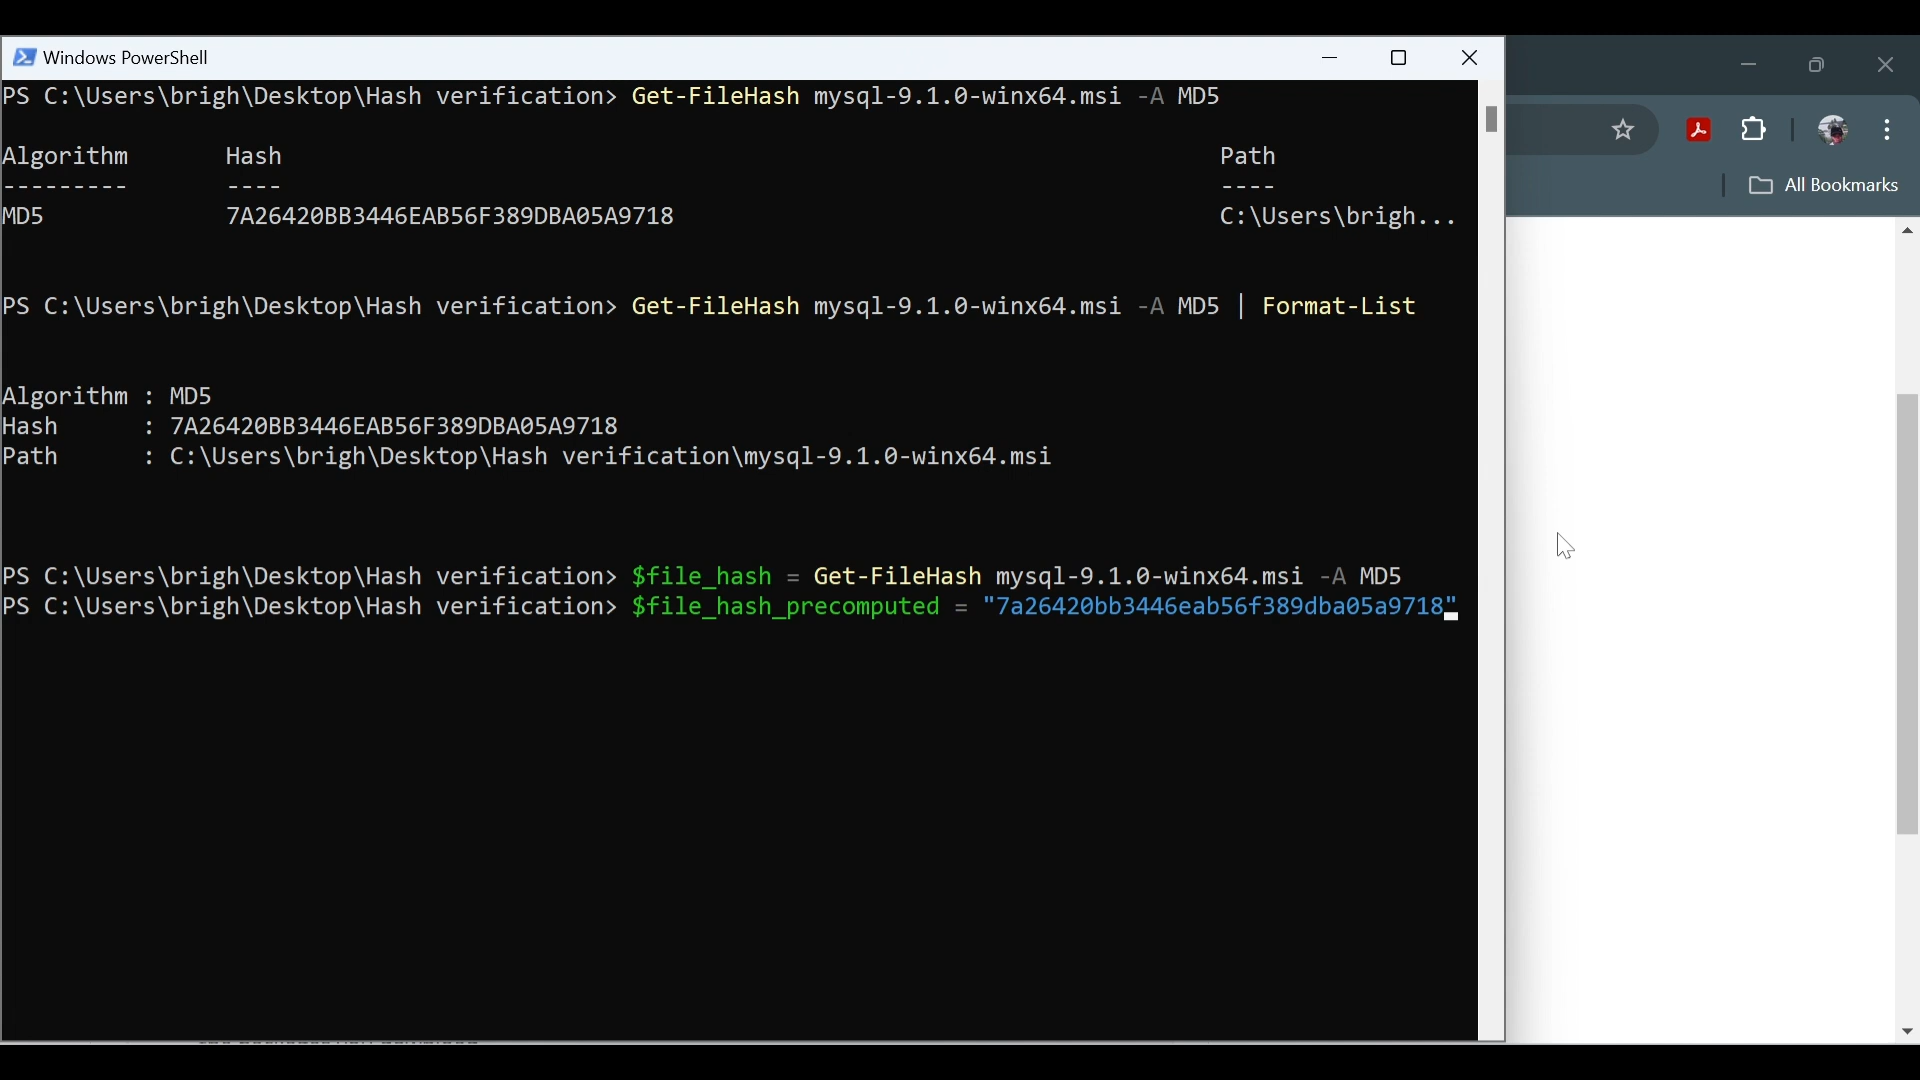 Windows PowerShell
PS C:\Users\brigh\Desktop\Hash verification> Get-FileHash mysql-9.1.0-winx64.msi -A MD5
Algorithm Hash Path
--------- ---- ----
MD5 7A26420BB3446EAB56F389DBA05A9718 C:\Users\brigh...
PS C:\Users\brigh\Desktop\Hash verification> Get-FileHash mysql-9.1.0-winx64.msi -A MD5 | Format-List
Algorithm : MD5
Hash : 7A26420BB3446EAB56F389DBA05A9718
Path : C:\Users\brigh\Desktop\Hash verification\mysql-9.1.0-winx64.msi
PS C:\Users\brigh\Desktop\Hash verification> $file_hash = Get-FileHash mysql-9.1.0-winx64.msi -A MD5
PS C:\Users\brigh\Desktop\Hash verification> $file_hash_precomputed = "7a26420bb3446eab56f389dba05a9718"
All Bookmarks